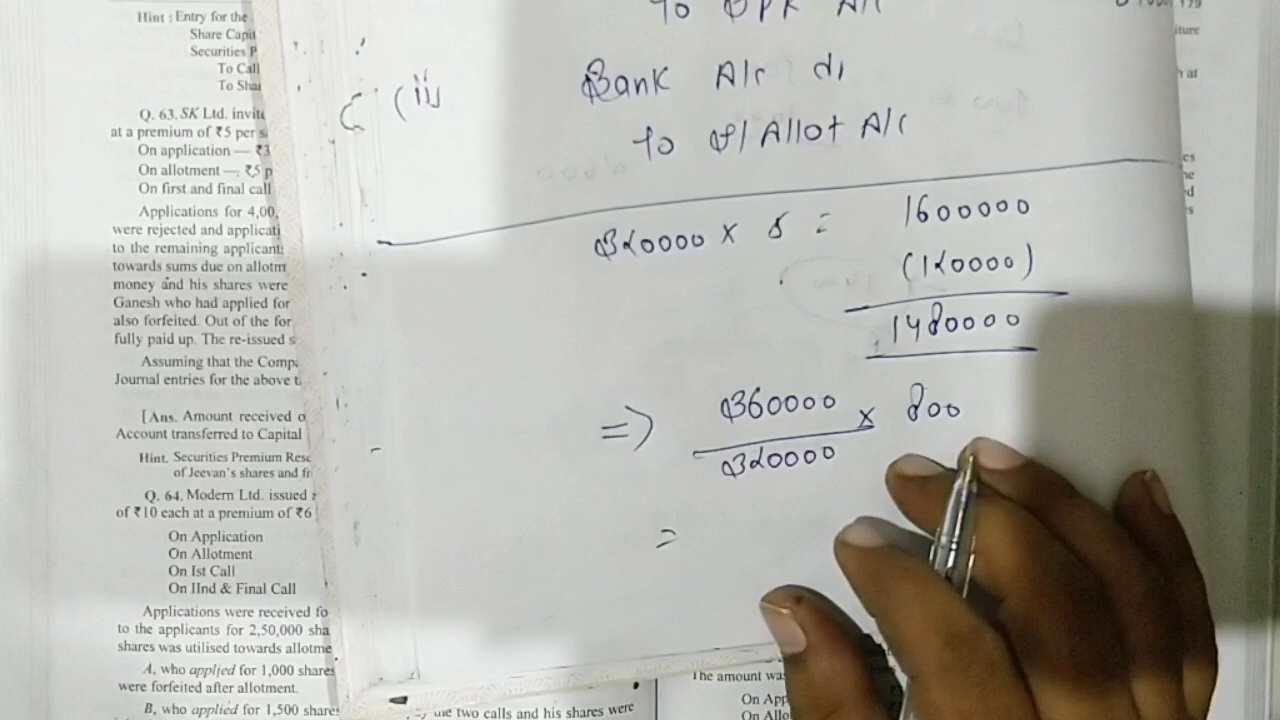 Hint : Entry for the
Share Capi
Securities P
To Call
To Shar
Q. 63. SK Ltd. invite
at a premium of ₹5 per s
On application — ₹3
On allotment — ₹5 p
On first and final call
Applications for 4,00,
were rejected and applicati
to the remaining applicant
towards sums due on allotm
money and his shares were
Ganesh who had applied for
also forfeited. Out of the for
fully paid up. The re-issued s
Assuming that the Comp
Journal entries for the above t
[Ans. Amount received o
Account transferred to Capital
Hint. Securities Premium Rese
of Jeevan's shares and fi
Q. 64. Modern Ltd. issued
of ₹10 each at a premium of ₹6
On Application
On Allotment
On Ist Call
On IInd & Final Call
Applications were received fo
to the applicants for 2,50,000 sha
shares was utilised towards allotme
A, who applied for 1,000 shares
were forfeited after allotment.
B, who applied for 1,500 shares
(ii)
Bank A/c dr
To S/Allot A/c
320000 × 5 = 1600000
(120000)
1480000
=> 360000 × 800
320000
=
The amount was
On App
On Allo
the two calls and his shares were